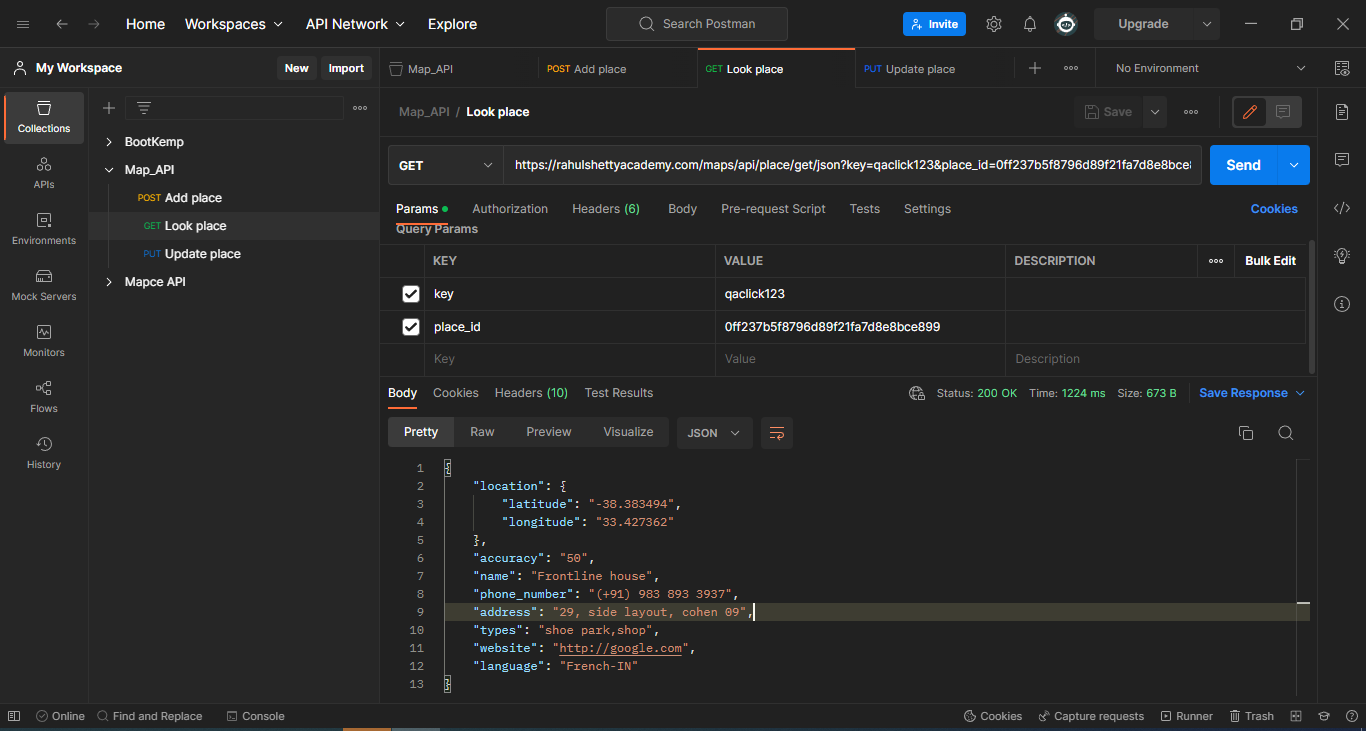 Home Workspaces API Network Explore Search Postman Invite Upgrade
My Workspace New Import Map_API POST Add place GET Look place PUT Update place No Environment
Collections
APIs
Environments
Mock Servers
Monitors
Flows
History
BootKemp
Map_API
POST Add place
GET Look place
PUT Update place
Mapce API
Map_API / Look place Save
GET https://rahulshettyacademy.com/maps/api/place/get/json?key=qaclick123&place_id=0ff237b5f8796d89f21fa7d8e8bce8 Send
Params Authorization Headers (6) Body Pre-request Script Tests Settings Cookies
Query Params
KEY VALUE DESCRIPTION Bulk Edit
key qaclick123
place_id 0ff237b5f8796d89f21fa7d8e8bce899
Key Value Description
Body Cookies Headers (10) Test Results Status: 200 OK Time: 1224 ms Size: 673 B Save Response
Pretty Raw Preview Visualize JSON
1 {
2 "location": {
3 "latitude": "-38.383494",
4 "longitude": "33.427362"
5 },
6 "accuracy": "50",
7 "name": "Frontline house",
8 "phone_number": "(+91) 983 893 3937",
9 "address": "29, side layout, cohen 09",
10 "types": "shoe park,shop",
11 "website": "http://google.com",
12 "language": "French-IN"
13 }
Online Find and Replace Console Cookies Capture requests Runner Trash